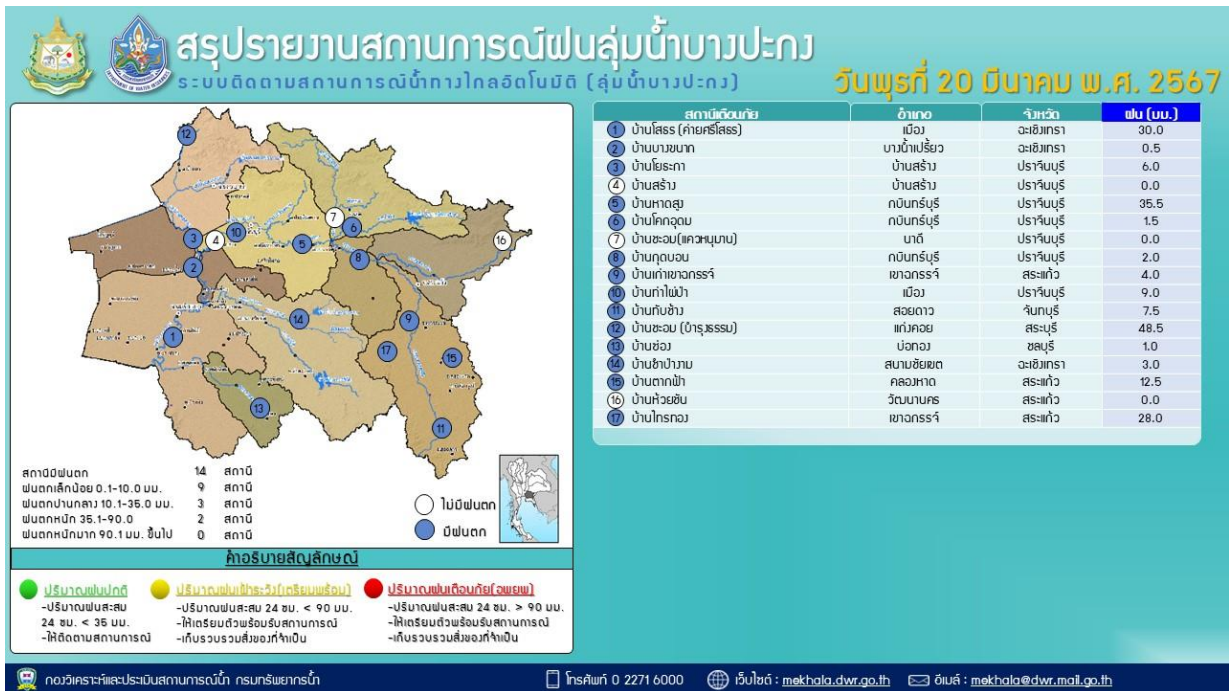 สรุปรายงานสถานการณ์ฝนลุ่มน้ำบางปะกง
ระบบติดตามสถานการณ์น้ำทางไกลอัตโนมัติ (ลุ่มน้ำบางปะกง)
วันพุธที่ 20 มีนาคม พ.ศ. 2567
สถานีเตือนภัย อำเภอ จังหวัด ฝน (มม.)
1 บ้านโสธร (ค่ายศรีโสธร) เมือง ฉะเชิงเทรา 30.0
2 บ้านบางขนาก บางน้ำเปรี้ยว ฉะเชิงเทรา 0.5
3 บ้านโยธะกา บ้านสร้าง ปราจีนบุรี 6.0
4 บ้านสร้าง บ้านสร้าง ปราจีนบุรี 0.0
5 บ้านหาดสูง กบินทร์บุรี ปราจีนบุรี 35.5
6 บ้านโคกอุดม กบินทร์บุรี ปราจีนบุรี 1.5
7 บ้านซะอม(แควหนุมาน) นาดี ปราจีนบุรี 0.0
8 บ้านกุดบอน กบินทร์บุรี ปราจีนบุรี 2.0
9 บ้านเก่าเขาฉกรรจ์ เขาฉกรรจ์ สระแก้ว 4.0
10 บ้านท่าไผ่ป่า เมือง ปราจีนบุรี 9.0
11 บ้านทับช้าง สอยดาว จันทบุรี 7.5
12 บ้านซะอม (บำรุงธรรม) แก่งคอย สระบุรี 48.5
13 บ้านช่อง บ่อทอง ชลบุรี 1.0
14 บ้านชำป่างาม สนามชัยเขต ฉะเชิงเทรา 3.0
15 บ้านตากฟ้า คลองหาด สระแก้ว 12.5
16 บ้านห้วยชัน วัฒนานคร สระแก้ว 0.0
17 บ้านไทรทอง เขาฉกรรจ์ สระแก้ว 28.0
12
7
6
3
4
10
5
16
8
2
14
9
1
17
15
13
11
สถานีมีฝนตก 14 สถานี
ฝนตกเล็กน้อย 0.1-10.0 มม. 9 สถานี
ฝนตกปานกลาง 10.1-35.0 มม. 3 สถานี
ฝนตกหนัก 35.1-90.0 2 สถานี
ฝนตกหนักมาก 90.1 มม. ขึ้นไป 0 สถานี
ไม่มีฝนตก
มีฝนตก
คำอธิบายสัญลักษณ์
ปริมาณฝนปกติ
-ปริมาณฝนสะสม
24 ชม. < 35 มม.
-ให้ติดตามสถานการณ์
ปริมาณฝนเฝ้าระวัง(เตรียมพร้อม)
-ปริมาณฝนสะสม 24 ชม. < 90 มม.
-ให้เตรียมตัวพร้อมรับสถานการณ์
-เก็บรวบรวมสิ่งของที่จำเป็น
ปริมาณฝนเตือนภัย(อพยพ)
-ปริมาณฝนสะสม 24 ชม. > 90 มม.
-ให้เตรียมตัวพร้อมรับสถานการณ์
-เก็บรวบรวมสิ่งของที่จำเป็น
กองวิเคราะห์และประเมินสถานการณ์น้ำ กรมทรัพยากรน้ำ
โทรศัพท์ 0 2271 6000
เว็บไซต์ : mekhala.dwr.go.th
อีเมล์ : mekhala@dwr.mail.go.th